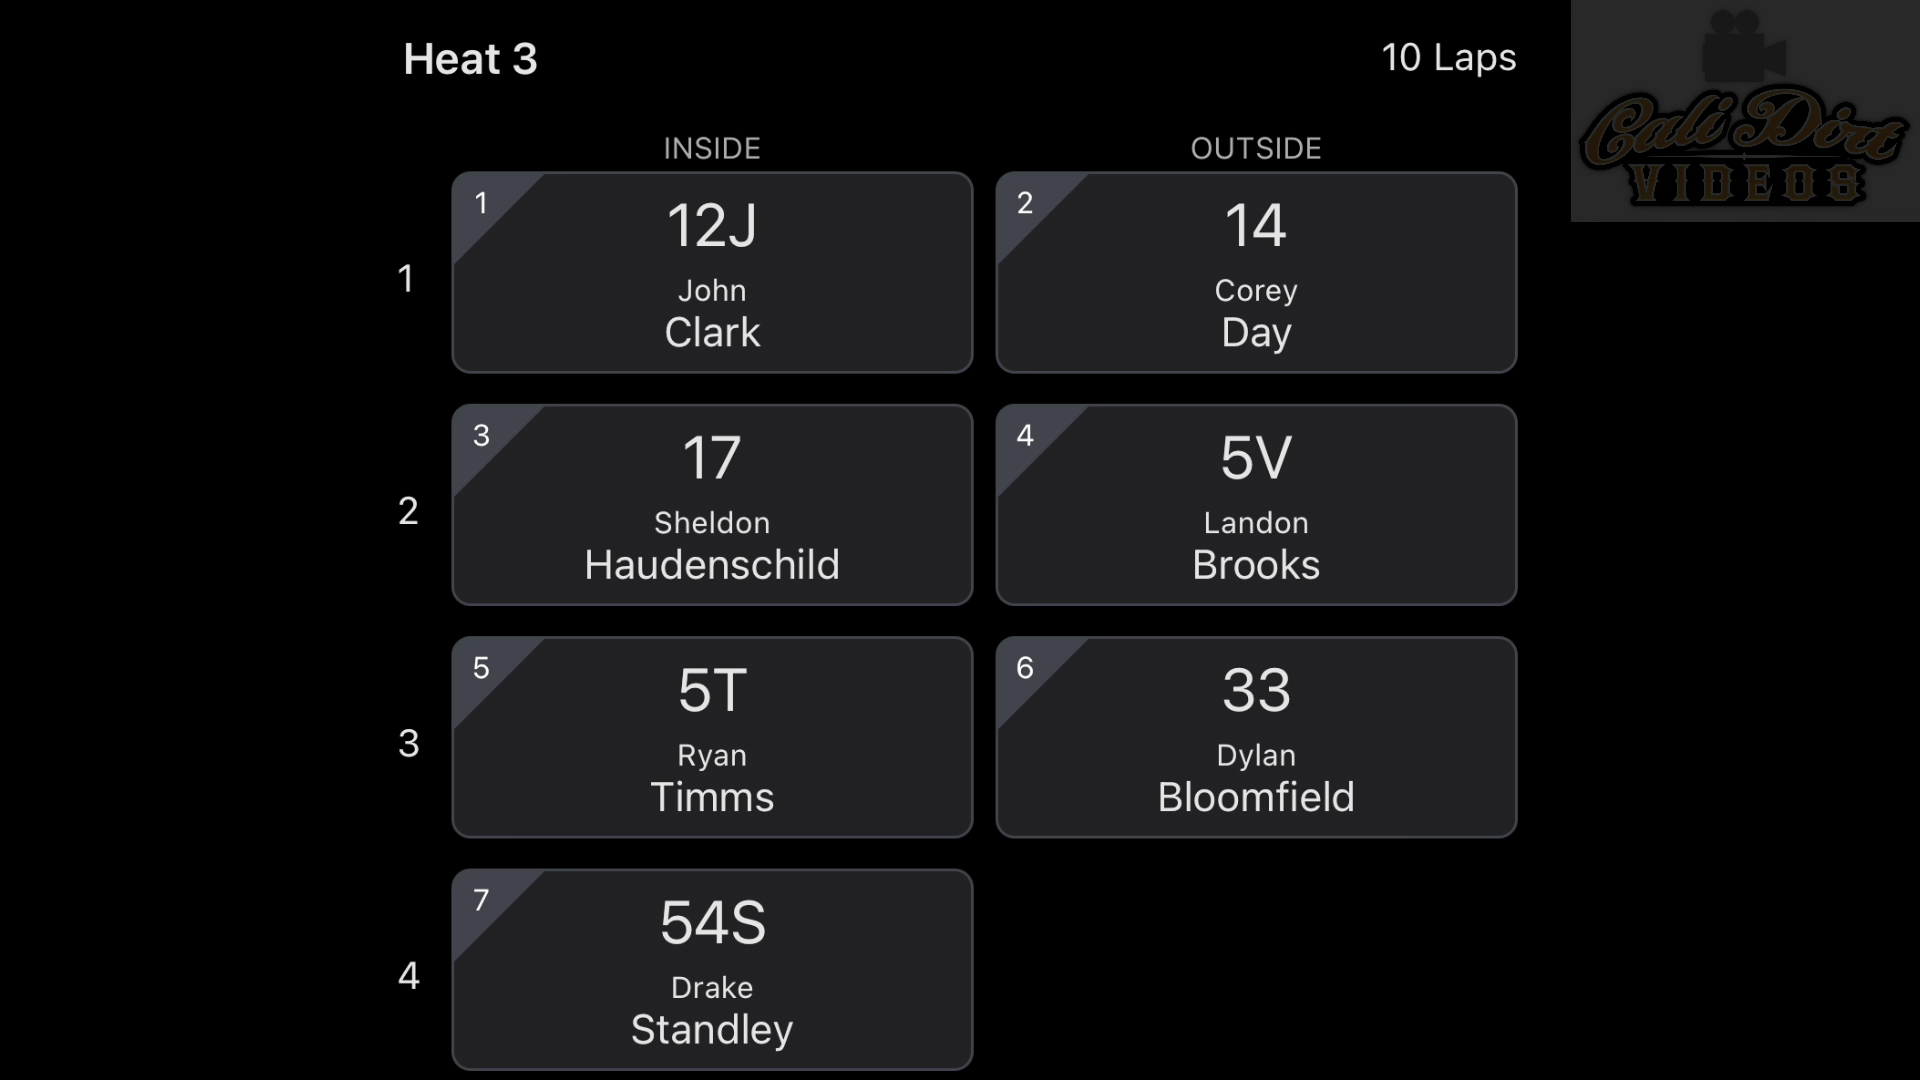 Heat 3
10 Laps
Cali Dirt
VIDEOS
INSIDE
OUTSIDE
1
1
12J
John
Clark
2
14
Corey
Day
2
3
17
Sheldon
Haudenschild
4
5V
Landon
Brooks
3
5
5T
Ryan
Timms
6
33
Dylan
Bloomfield
4
7
54S
Drake
Standley